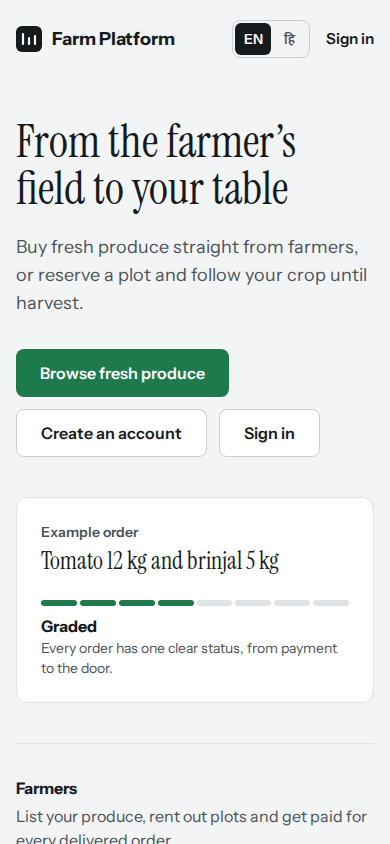 Farm Platform
EN
हि
Sign in
From the farmer’s
field to your table
Buy fresh produce straight from farmers,
or reserve a plot and follow your crop until
harvest.
Browse fresh produce
Create an account
Sign in
Example order
Tomato 12 kg and brinjal 5 kg
Graded
Every order has one clear status, from payment
to the door.
Farmers
List your produce, rent out plots and get paid for
every delivered order